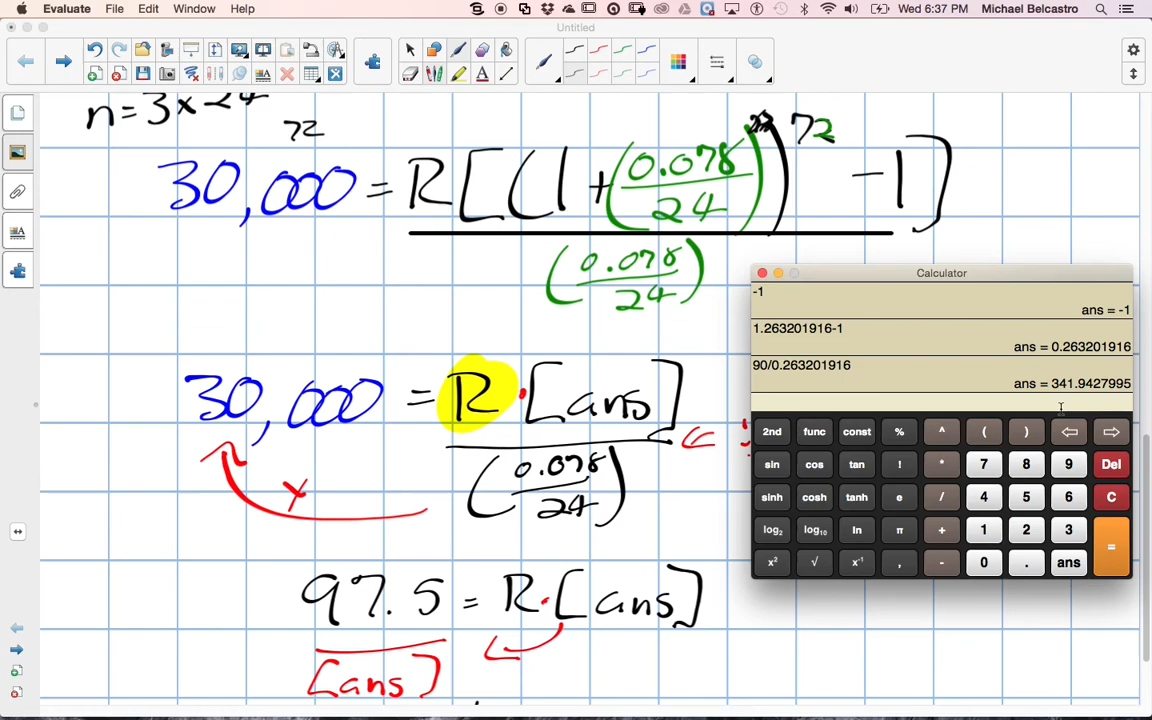 Evaluate File Edit Window Help Wed 6:37 PM Michael Belcastro
Untitled
n=3x24
72
30,000 = R[(1+(0.078/24))^72 -1]
(0.078/24)
30,000 = R·[ans]
(0.078/24)
x
97.5 = R·[ans]
[ans]
Calculator
-1
ans = -1
1.263201916-1
ans = 0.263201916
90/0.263201916
ans = 341.9427995
2nd func const % ^ ( ) ⇦ ⇨
sin cos tan ! * 7 8 9 Del
sinh cosh tanh e / 4 5 6 C
log₂ log₁₀ ln π + 1 2 3 =
x² √ x⁻¹ , - 0 . ans